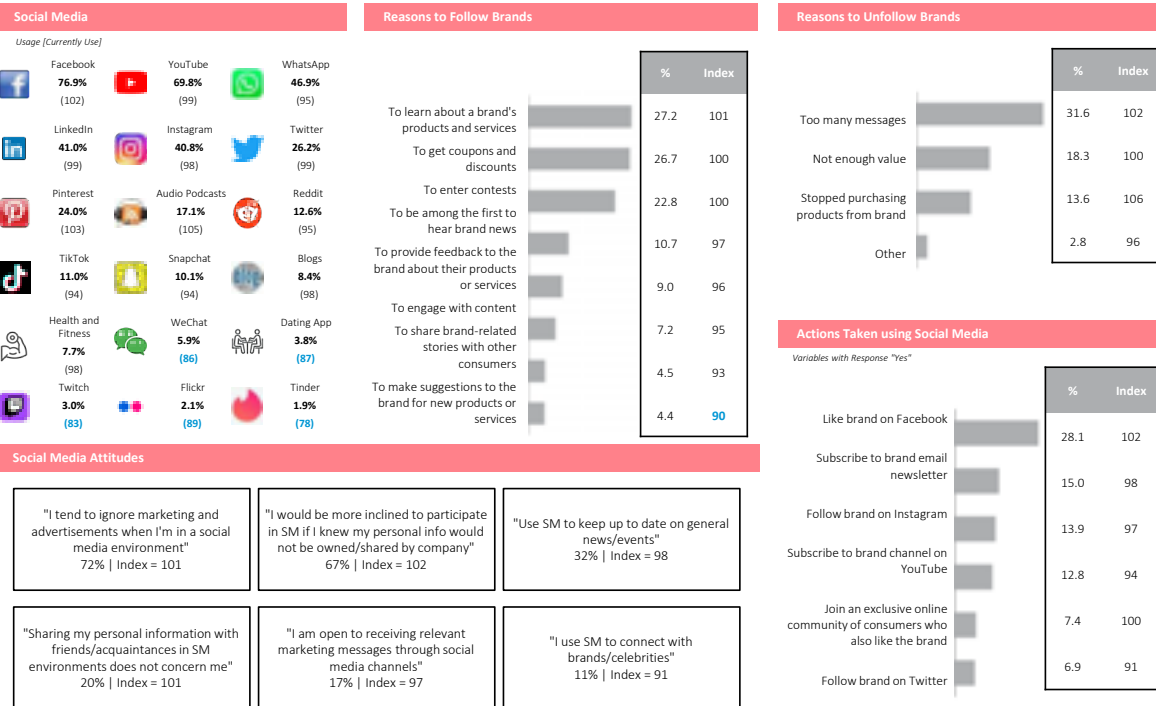 Social Media
Usage [Currently Use]
Facebook
76.9%
(102)
YouTube
69.8%
(99)
WhatsApp
46.9%
(95)
LinkedIn
41.0%
(99)
Instagram
40.8%
(98)
Twitter
26.2%
(99)
Pinterest
24.0%
(103)
Audio Podcasts
17.1%
(105)
Reddit
12.6%
(95)
TikTok
11.0%
(94)
Snapchat
10.1%
(94)
Blogs
8.4%
(98)
Health and
Fitness
7.7%
(98)
WeChat
5.9%
(86)
Dating App
3.8%
(87)
Twitch
3.0%
(83)
Flickr
2.1%
(89)
Tinder
1.9%
(78)
Reasons to Follow Brands
% Index
To learn about a brand's
products and services
27.2 101
To get coupons and
discounts
26.7 100
To enter contests
22.8 100
To be among the first to
hear brand news
10.7 97
To provide feedback to the
brand about their products
or services
9.0 96
To engage with content
7.2 95
To share brand-related
stories with other
consumers
4.5 93
To make suggestions to the
brand for new products or
services
4.4 90
Reasons to Unfollow Brands
% Index
Too many messages
31.6 102
Not enough value
18.3 100
Stopped purchasing
products from brand
13.6 106
Other
2.8 96
Actions Taken using Social Media
Variables with Response "Yes"
% Index
Like brand on Facebook
28.1 102
Subscribe to brand email
newsletter
15.0 98
Follow brand on Instagram
13.9 97
Subscribe to brand channel on
YouTube
12.8 94
Join an exclusive online
community of consumers who
also like the brand
7.4 100
Follow brand on Twitter
6.9 91
Social Media Attitudes
"I tend to ignore marketing and
advertisements when I'm in a social
media environment"
72% | Index = 101
"I would be more inclined to participate
in SM if I knew my personal info would
not be owned/shared by company"
67% | Index = 102
"Use SM to keep up to date on general
news/events"
32% | Index = 98
"Sharing my personal information with
friends/acquaintances in SM
environments does not concern me"
20% | Index = 101
"I am open to receiving relevant
marketing messages through social
media channels"
17% | Index = 97
"I use SM to connect with
brands/celebrities"
11% | Index = 91